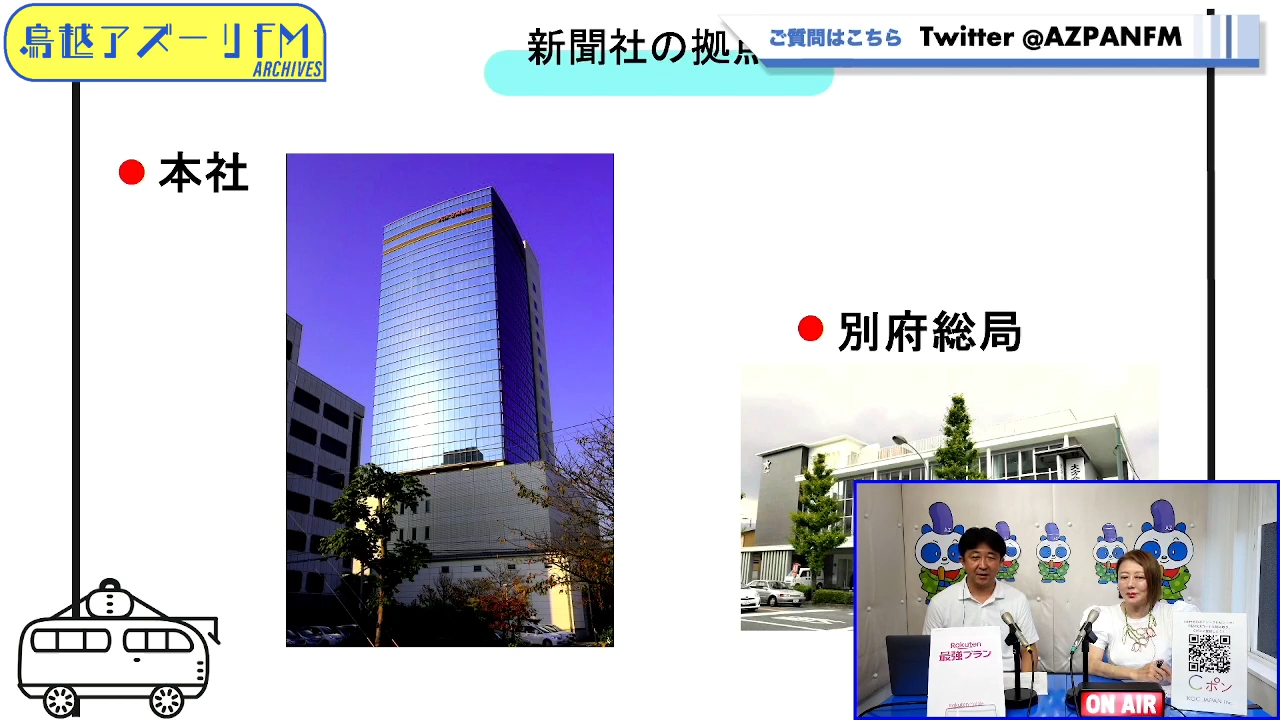 鳥越アズーリFM
ARCHIVES
新聞社の拠点
ご質問はこちら Twitter @AZPANFM
本社
別府総局
Rakuten
最強プラン
Cポン
ON AIR